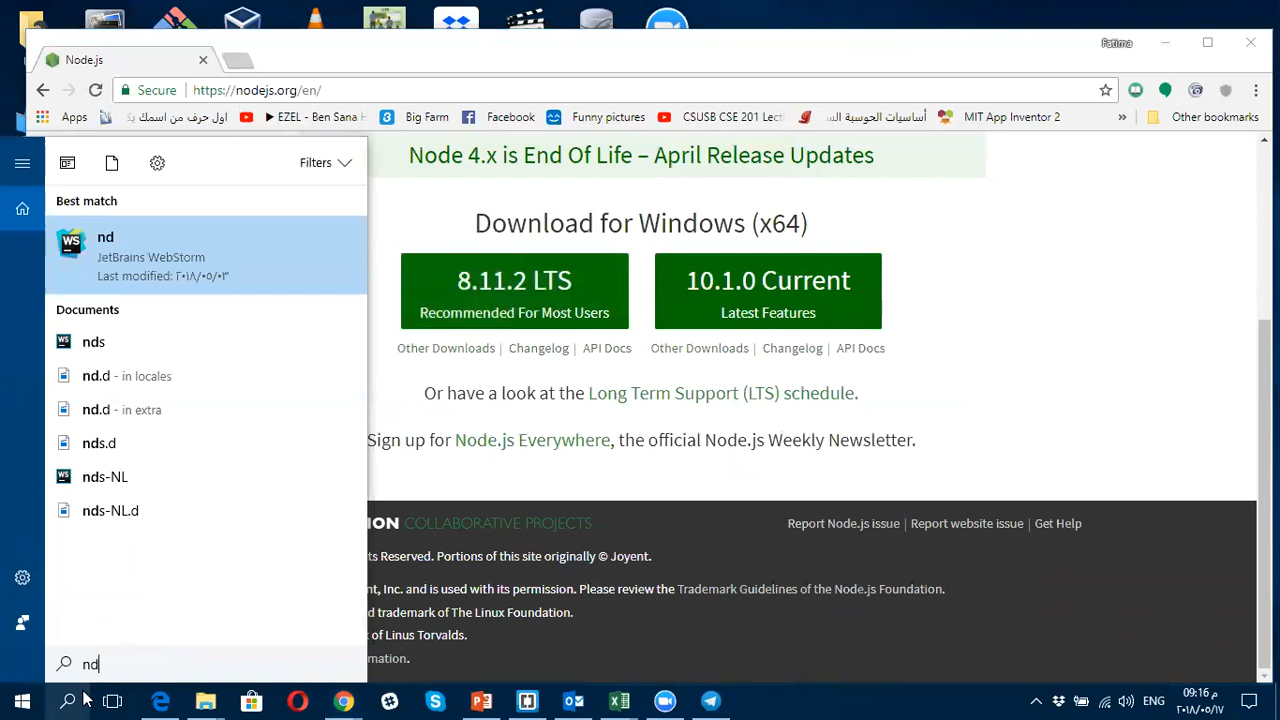 Node.js
Fatima
Secure
https://nodejs.org/en/
Apps
اول حرف من اسمك يك
EZEL - Ben Sana H
Big Farm
Facebook
Funny pictures
CSUSB CSE 201 Lect
أساسيات الحوسبة الس
MIT App Inventor 2
»
Other bookmarks
Filters
Best match
nd
JetBrains WebStorm
Last modified: ٢٠١٨/٠٥/٠٣
Documents
nds
nd.d - in locales
nd.d - in extra
nds.d
nds-NL
nds-NL.d
nd
Node 4.x is End Of Life – April Release Updates
Download for Windows (x64)
8.11.2 LTS
Recommended For Most Users
10.1.0 Current
Latest Features
Other Downloads | Changelog | API Docs
Other Downloads | Changelog | API Docs
Or have a look at the Long Term Support (LTS) schedule.
Sign up for Node.js Everywhere, the official Node.js Weekly Newsletter.
ION COLLABORATIVE PROJECTS
Report Node.js issue | Report website issue | Get Help
ts Reserved. Portions of this site originally © Joyent.
nt, Inc. and is used with its permission. Please review the Trademark Guidelines of the Node.js Foundation.
d trademark of The Linux Foundation.
k of Linus Torvalds.
rmation.
ENG
09:16 م
٢٠١٨/٠٥/١٧